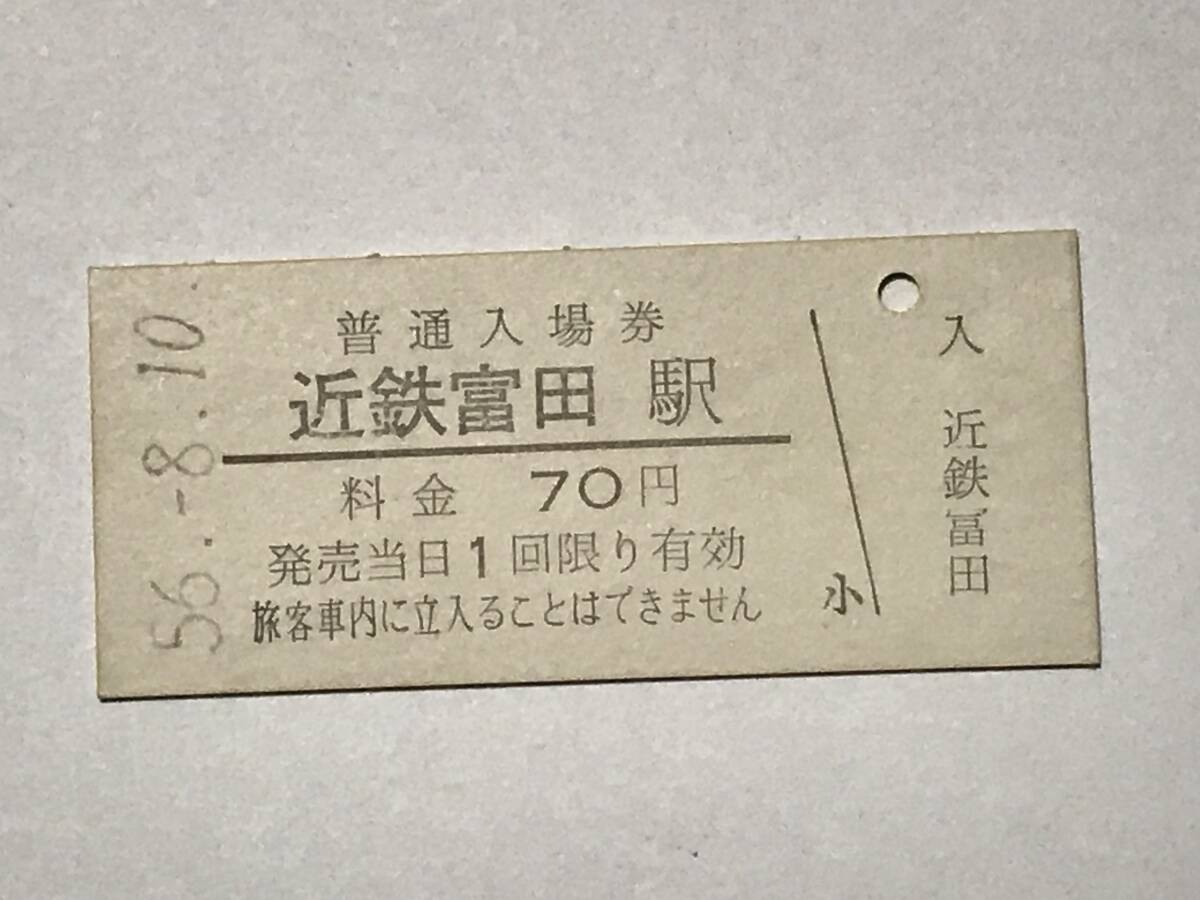 56.-8.10.
普通入場券
近鉄富田 駅
料金 70円
発売当日1回限り有効
旅客車内に立入ることはできません
小
入
近鉄冨田